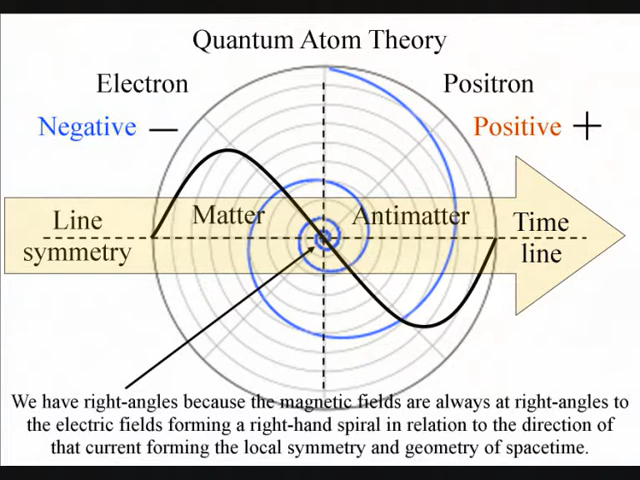 Quantum Atom Theory
Electron
Positron
Negative —
Positive +
Line
symmetry
Matter
Antimatter
Time
line
We have right-angles because the magnetic fields are always at right-angles to
the electric fields forming a right-hand spiral in relation to the direction of
that current forming the local symmetry and geometry of spacetime.